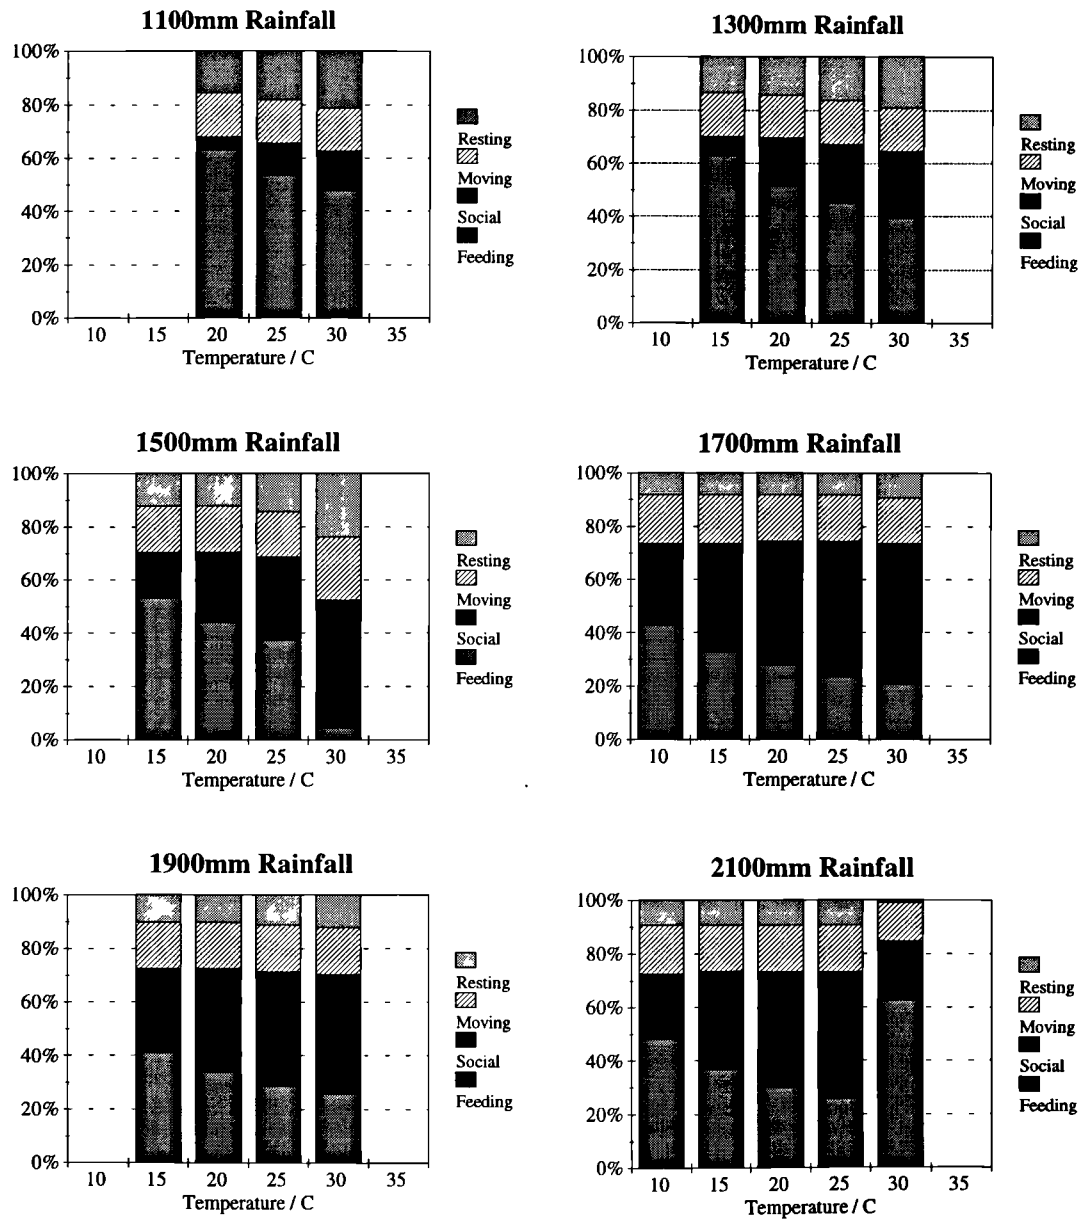 1100mm Rainfall
100%
80%
60%
40%
20%
0%
10 15 20 25 30 35
Temperature / C
Resting
Moving
Social
Feeding
1300mm Rainfall
100%
80%
60%
40%
20%
0%
10 15 20 25 30 35
Temperature / C
Resting
Moving
Social
Feeding
1500mm Rainfall
100%
80%
60%
40%
20%
0%
10 15 20 25 30 35
Temperature / C
Resting
Moving
Social
Feeding
1700mm Rainfall
100%
80%
60%
40%
20%
0%
10 15 20 25 30 35
Temperature / C
Resting
Moving
Social
Feeding
1900mm Rainfall
100%
80%
60%
40%
20%
0%
10 15 20 25 30 35
Temperature / C
Resting
Moving
Social
Feeding
2100mm Rainfall
100%
80%
60%
40%
20%
0%
10 15 20 25 30 35
Temperature / C
Resting
Moving
Social
Feeding